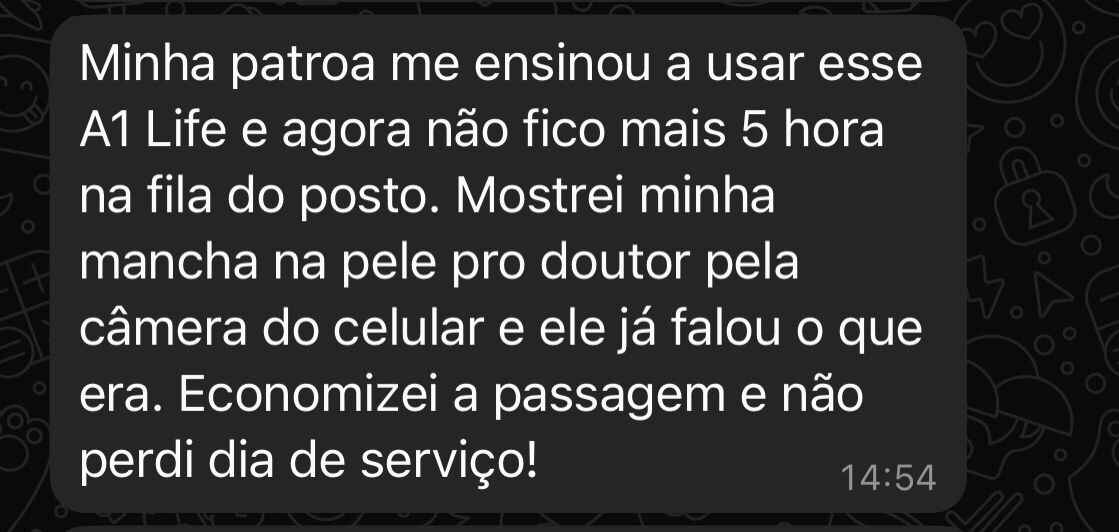 Minha patroa me ensinou a usar esse
A1 Life e agora não fico mais 5 hora
na fila do posto. Mostrei minha
mancha na pele pro doutor pela
câmera do celular e ele já falou o que
era. Economizei a passagem e não
perdi dia de serviço!
14:54